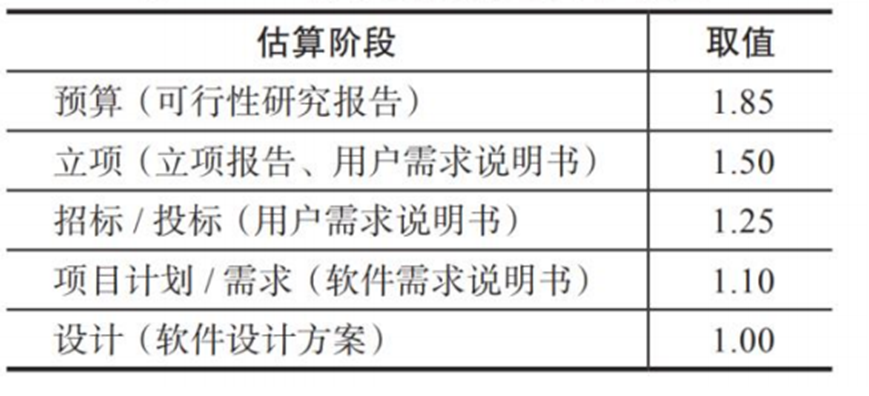 估算阶段 取值
预算（可行性研究报告） 1.85
立项（立项报告、用户需求说明书） 1.50
招标 / 投标（用户需求说明书） 1.25
项目计划 / 需求（软件需求说明书） 1.10
设计（软件设计方案） 1.00